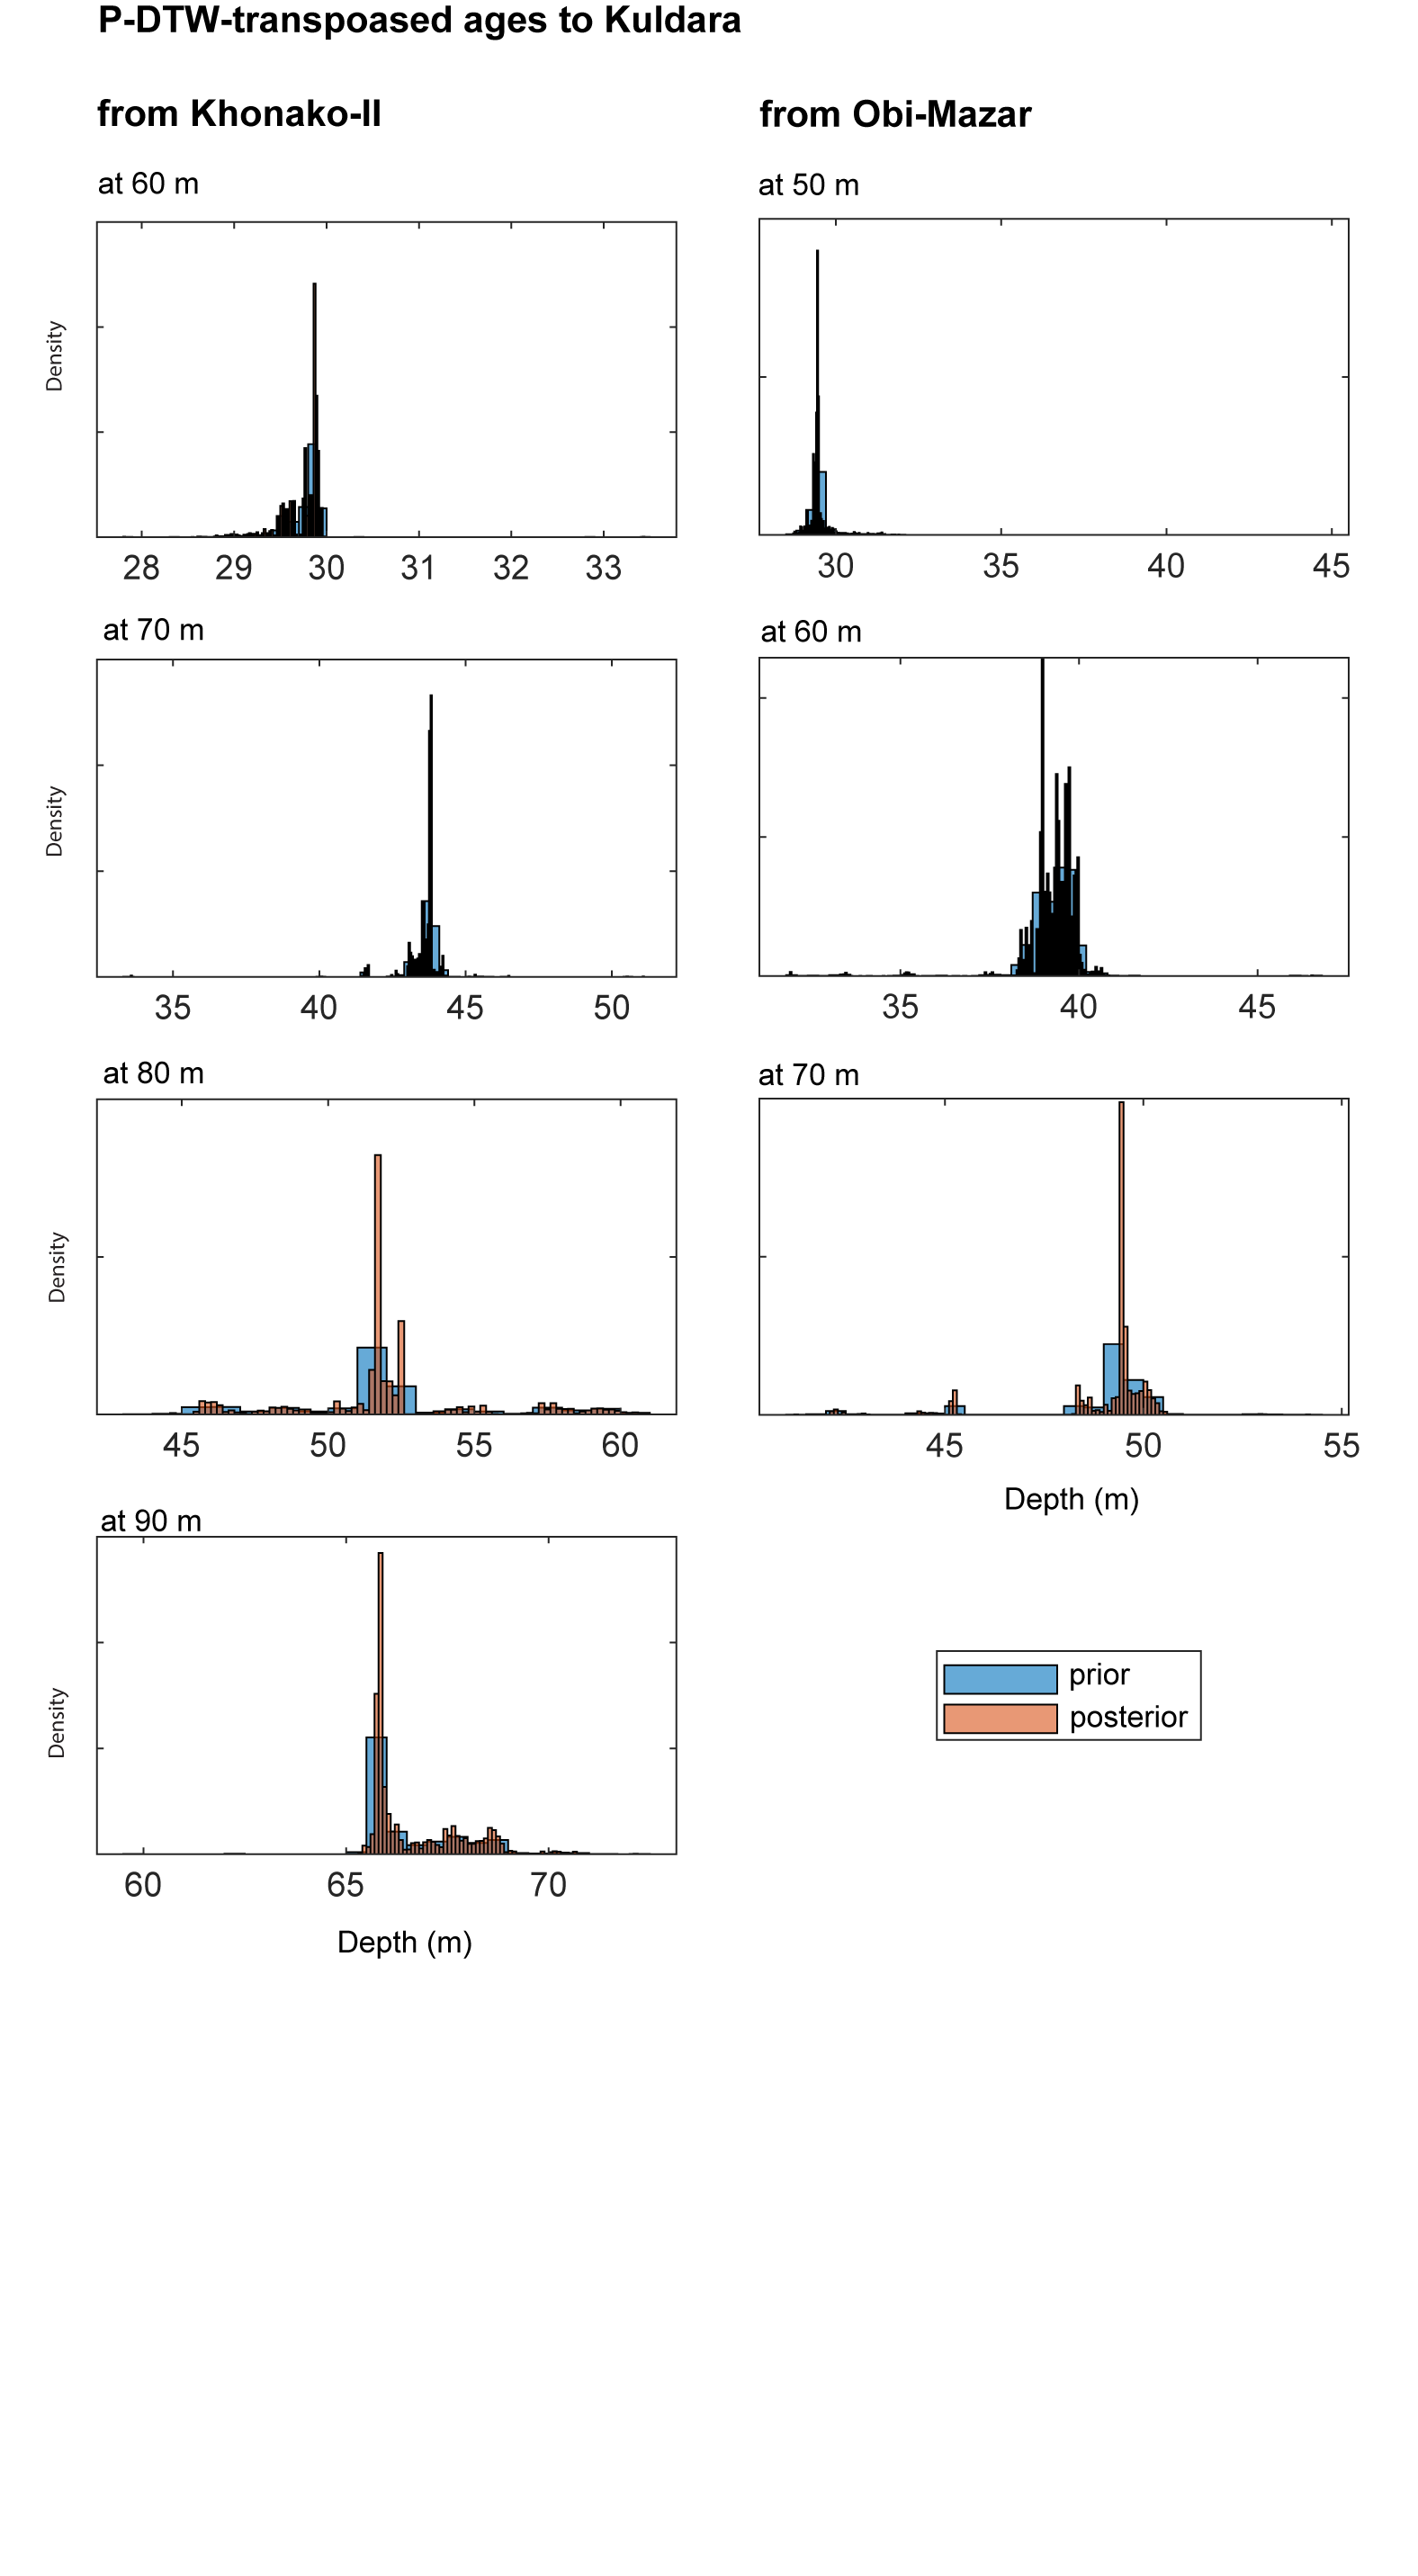 P-DTW-transpoased ages to Kuldara
from Khonako-II
from Obi-Mazar
at 60 m
at 50 m
Density
28 29 30 31 32 33
30 35 40 45
at 70 m
at 60 m
Density
35 40 45 50
35 40 45
at 80 m
at 70 m
Density
45 50 55 60
45 50 55
Depth (m)
at 90 m
Density
60 65 70
Depth (m)
prior
posterior